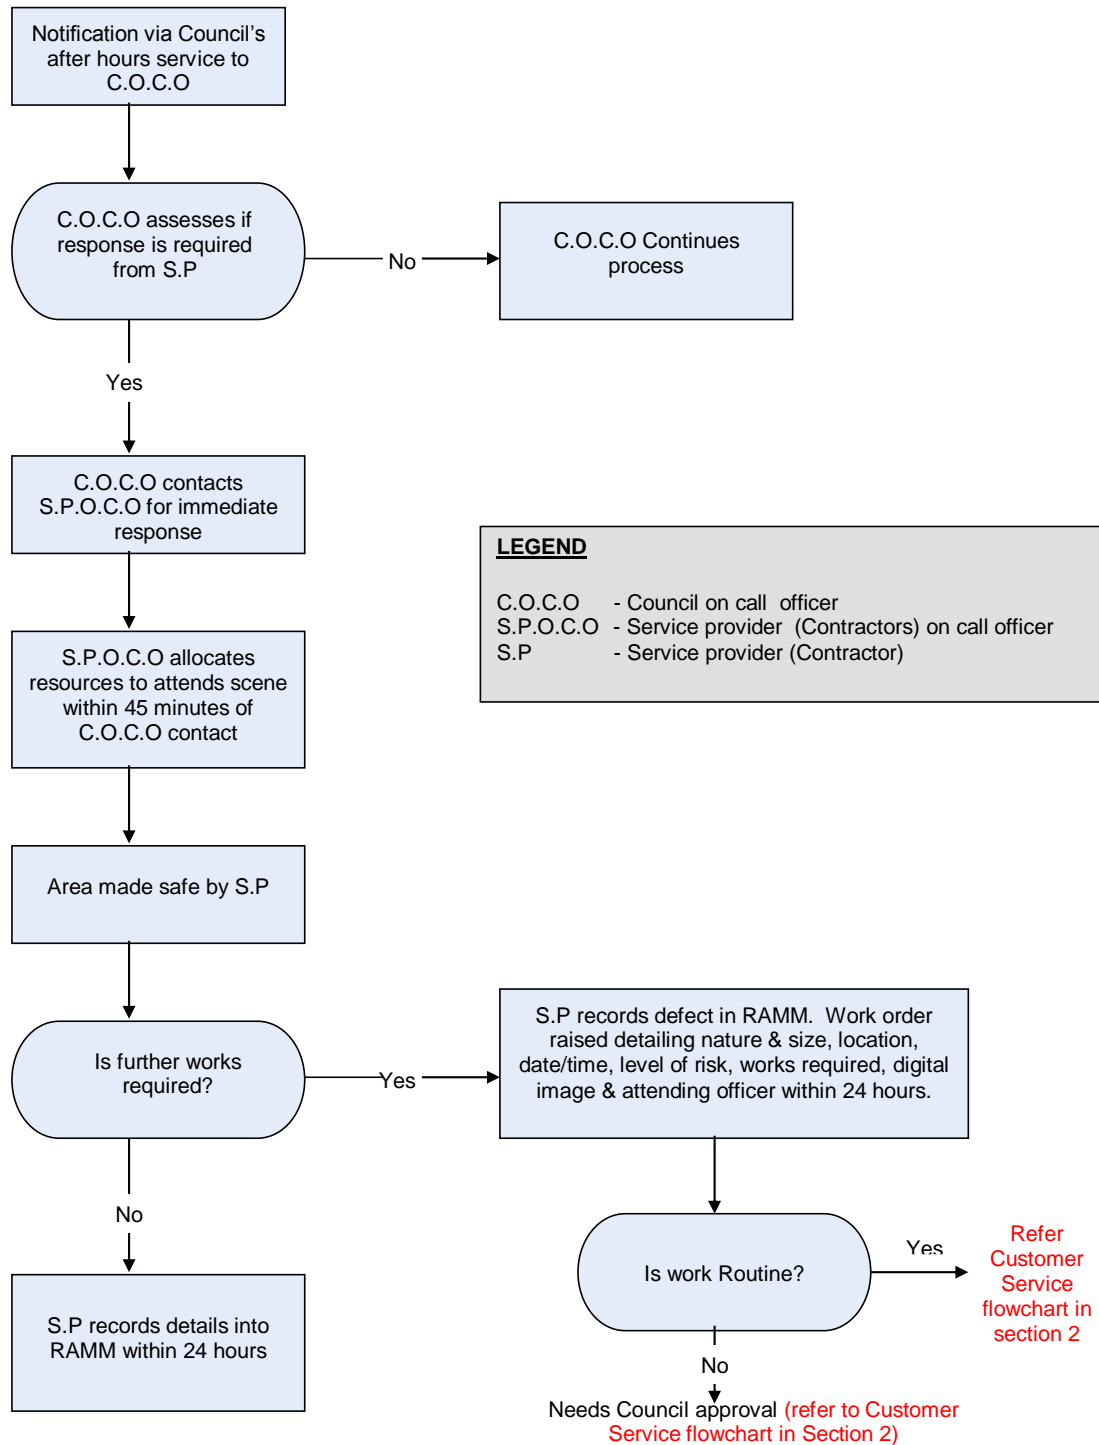 Notification via Council's
after hours service to
C.O.C.O
C.O.C.O assesses if
response is required
from S.P
No
C.O.C.O Continues
process
Yes
C.O.C.O contacts
S.P.O.C.O for immediate
response
LEGEND
C.O.C.O - Council on call officer
S.P.O.C.O - Service provider (Contractors) on call officer
S.P - Service provider (Contractor)
S.P.O.C.O allocates
resources to attends scene
within 45 minutes of
C.O.C.O contact
Area made safe by S.P
Is further works
required?
Yes
S.P records defect in RAMM. Work order
raised detailing nature & size, location,
date/time, level of risk, works required, digital
image & attending officer within 24 hours.
No
S.P records details into
RAMM within 24 hours
Is work Routine?
Yes
Refer
Customer
Service
flowchart in
section 2
No
Needs Council approval (refer to Customer
Service flowchart in Section 2)